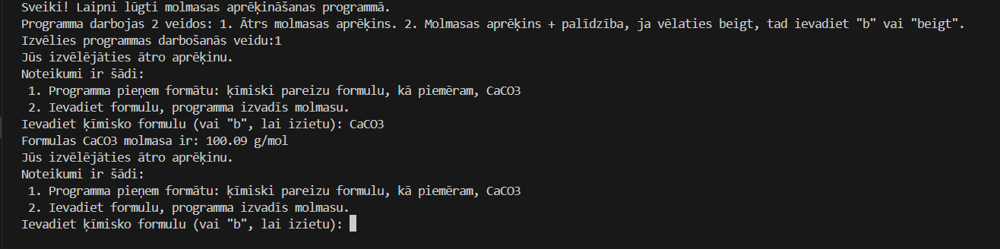 Sveiki! Laipni lūgti molmasas aprēķināšanas programmā.
Programma darbojas 2 veidos: 1. Ātrs molmasas aprēķins. 2. Molmasas aprēķins + palīdzība, ja vēlaties beigt, tad ievadiet "b" vai "beigt".
Izvēlies programmas darbošanās veidu:1
Jūs izvēlējāties ātro aprēķinu.
Noteikumi ir šādi:
1. Programma pieņem formātu: ķīmiski pareizu formulu, kā piemēram, CaCO3
2. Ievadiet formulu, programma izvadīs molmasu.
Ievadiet ķīmisko formulu (vai "b", lai izietu): CaCO3
Formulas CaCO3 molmasa ir: 100.09 g/mol
Jūs izvēlējāties ātro aprēķinu.
Noteikumi ir šādi:
1. Programma pieņem formātu: ķīmiski pareizu formulu, kā piemēram, CaCO3
2. Ievadiet formulu, programma izvadīs molmasu.
Ievadiet ķīmisko formulu (vai "b", lai izietu):